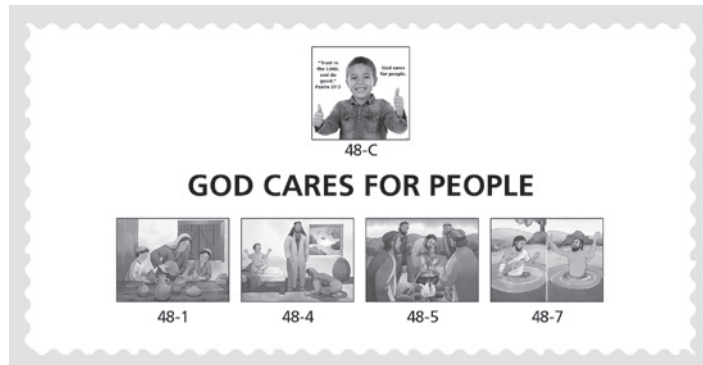 "Trust in
the LORD,
and do
good."
Psalm 37:3
God cares
for people.
48-C
GOD CARES FOR PEOPLE
48-1
48-4
48-5
48-7